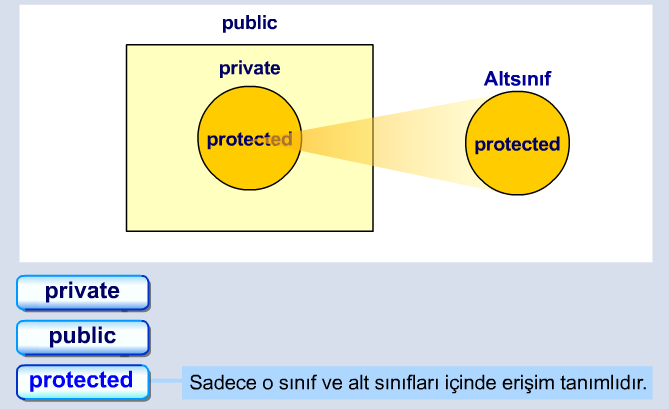 public
private
Altsınıf
protected
protected
private
public
protected
Sadece o sınıf ve alt sınıfları içinde erişim tanımlıdır.